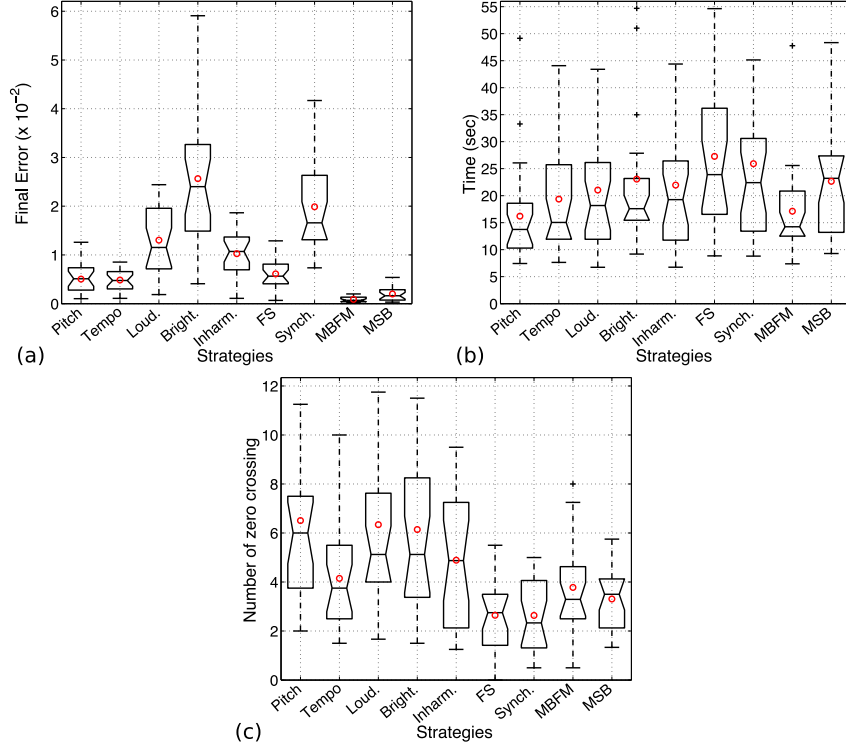 Final Error (x 10⁻²)
6
5
4
3
2
1
0
Pitch
Tempo
Loud.
Bright.
Inharm.
FS
Synch.
MBFM
MSB
Strategies
(a)
Time (sec)
55
50
45
40
35
30
25
20
15
10
5
0
Pitch
Tempo
Loud.
Bright.
Inharm.
FS
Synch.
MBFM
MSB
Strategies
(b)
Number of zero crossing
12
10
8
6
4
2
0
Pitch
Tempo
Loud.
Bright.
Inharm.
FS
Synch.
MBFM
MSB
Strategies
(c)